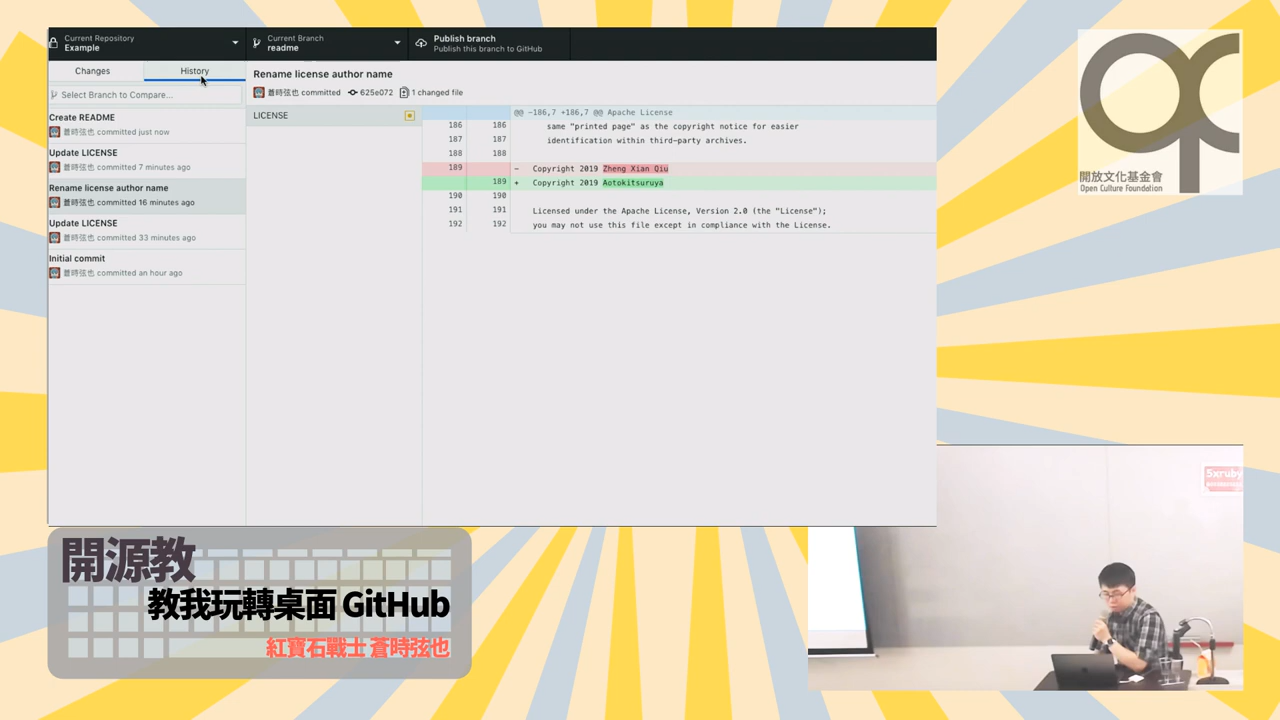 Current Repository
Example
Current Branch
readme
Publish branch
Publish this branch to GitHub
Changes
History
Select Branch to Compare...
Create README
蒼時弦也 committed just now
Update LICENSE
蒼時弦也 committed 7 minutes ago
Rename license author name
蒼時弦也 committed 16 minutes ago
Update LICENSE
蒼時弦也 committed 33 minutes ago
Initial commit
蒼時弦也 committed an hour ago
Rename license author name
蒼時弦也 committed 625e072 1 changed file
LICENSE
@@ -186,7 +186,7 @@ Apache License
186 186 same "printed page" as the copyright notice for easier
187 187 identification within third-party archives.
188 188
189 - Copyright 2019 Zheng Xian Qiu
189 + Copyright 2019 Aotokitsuruya
190 190
191 191 Licensed under the Apache License, Version 2.0 (the "License");
192 192 you may not use this file except in compliance with the License.
開放文化基金會
Open Culture Foundation
5xruby
開源教
教我玩轉桌面 GitHub
紅寶石戰士 蒼時弦也